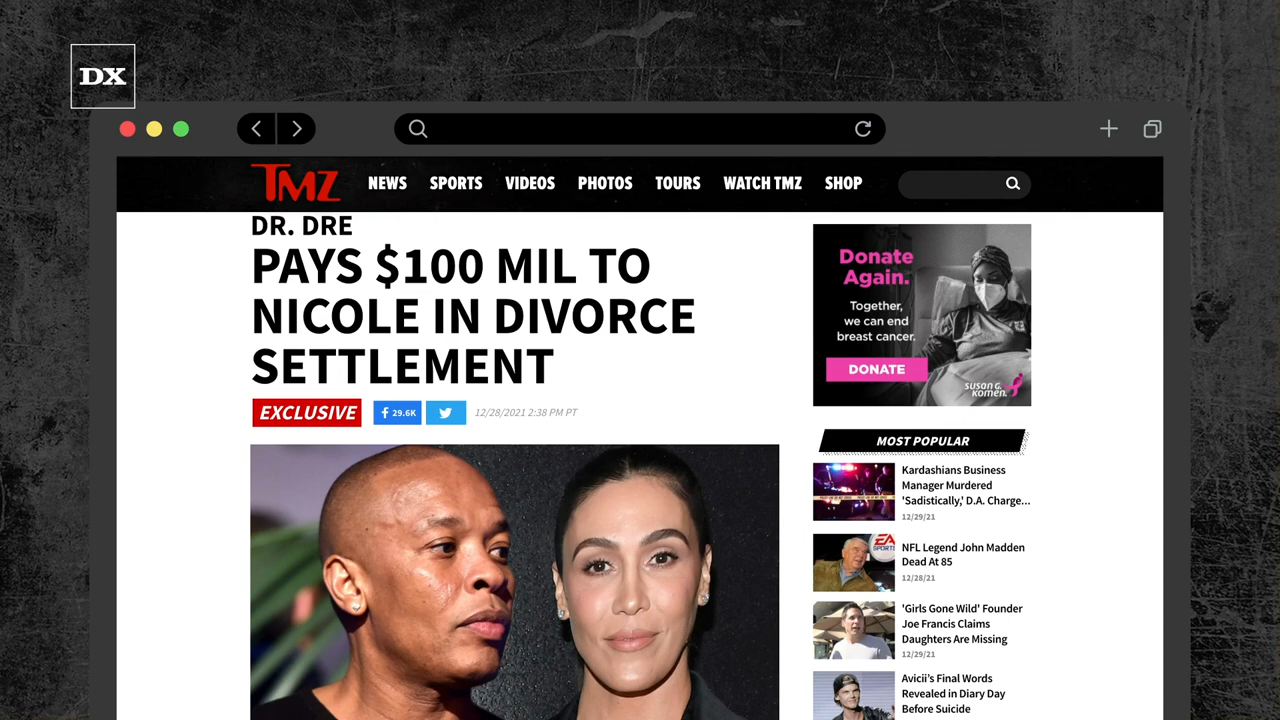 DX
TMZ NEWS SPORTS VIDEOS PHOTOS TOURS WATCH TMZ SHOP
DR. DRE
PAYS $100 MIL TO
NICOLE IN DIVORCE
SETTLEMENT
EXCLUSIVE 29.6K 12/28/2021 2:38 PM PT
Donate
Again.
Together,
we can end
breast cancer.
DONATE
susan G.
komen.
MOST POPULAR
Kardashians Business
Manager Murdered
'Sadistically,' D.A. Charge...
12/29/21
EA
SPORTS
NFL Legend John Madden
Dead At 85
12/28/21
'Girls Gone Wild' Founder
Joe Francis Claims
Daughters Are Missing
12/29/21
Avicii's Final Words
Revealed in Diary Day
Before Suicide